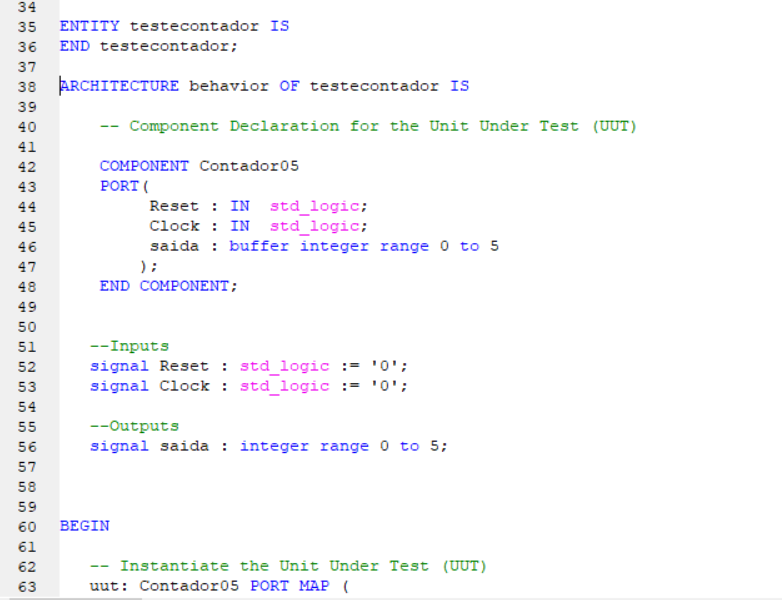 34
35 ENTITY testecontador IS
36 END testecontador;
37
38 ARCHITECTURE behavior OF testecontador IS
39
40     -- Component Declaration for the Unit Under Test (UUT)
41
42     COMPONENT Contador05
43     PORT(
44          Reset : IN  std_logic;
45          Clock : IN  std_logic;
46          saida : buffer integer range 0 to 5
47         );
48     END COMPONENT;
49
50
51    --Inputs
52    signal Reset : std_logic := '0';
53    signal Clock : std_logic := '0';
54
55    --Outputs
56    signal saida : integer range 0 to 5;
57
58
59
60 BEGIN
61
62    -- Instantiate the Unit Under Test (UUT)
63    uut: Contador05 PORT MAP (